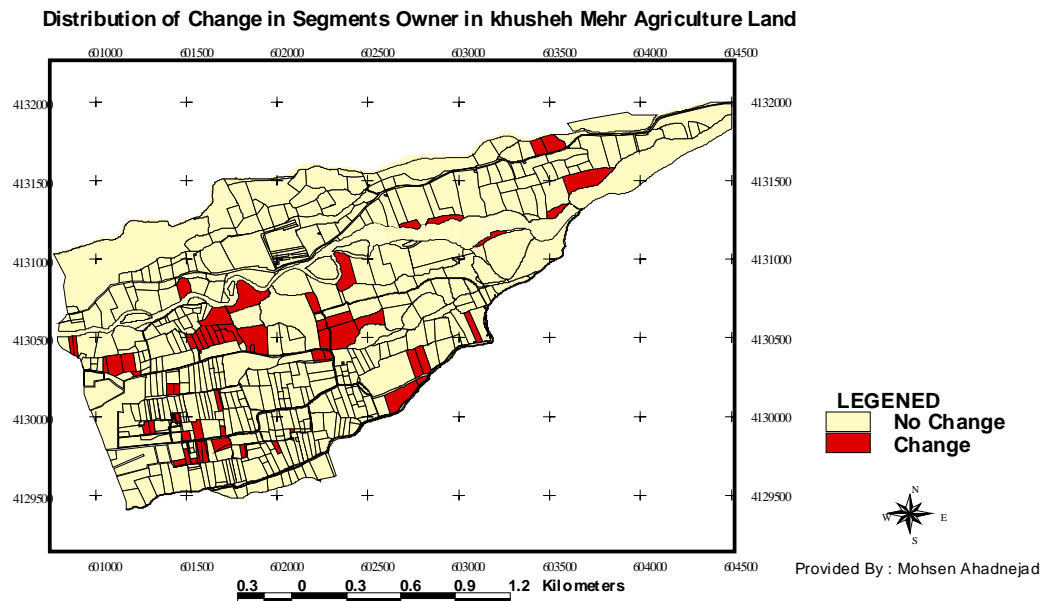 Distribution of Change in Segments Owner in khusheh Mehr Agriculture Land
601000 601500 602000 602500 603000 603500 604000 604500
4132000 4132000
4131500 4131500
4131000 4131000
4130500 4130500
4130000 4130000
4129500 4129500
601000 601500 602000 602500 603000 603500 604000 604500
LEGENED
No Change
Change
N
W E
S
Provided By : Mohsen Ahadnejad
0.3 0 0.3 0.6 0.9 1.2 Kilometers